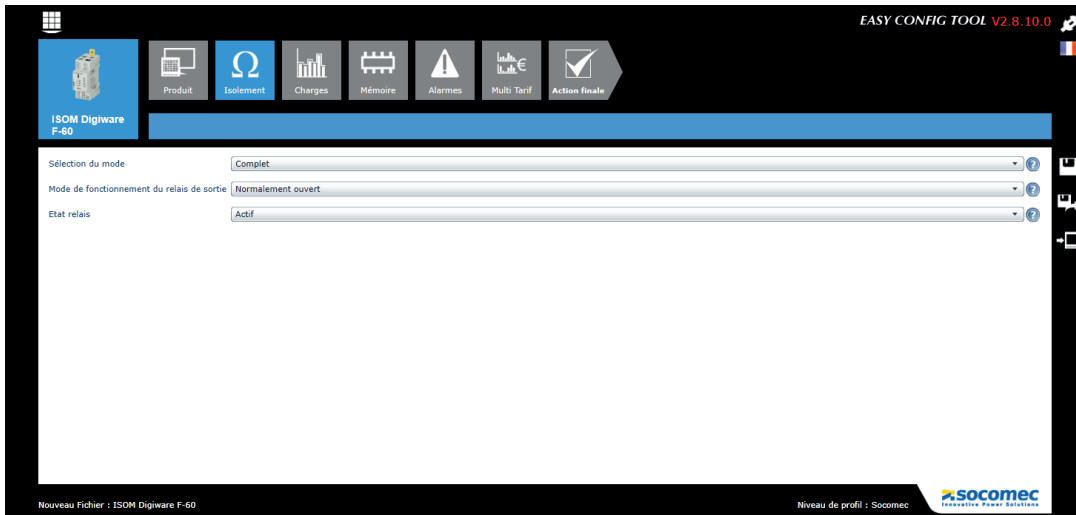 EASY CONFIG TOOL V2.8.10.0
Produit
Isolement
Charges
Mémoire
Alarmes
Multi Tarif
Action finale
ISOM Digiware
F-60
Sélection du mode
Complet
Mode de fonctionnement du relais de sortie
Normalement ouvert
Etat relais
Actif
Nouveau Fichier : ISOM Digiware F-60
Niveau de profil : Socomec
socomec
Innovative Power Solutions